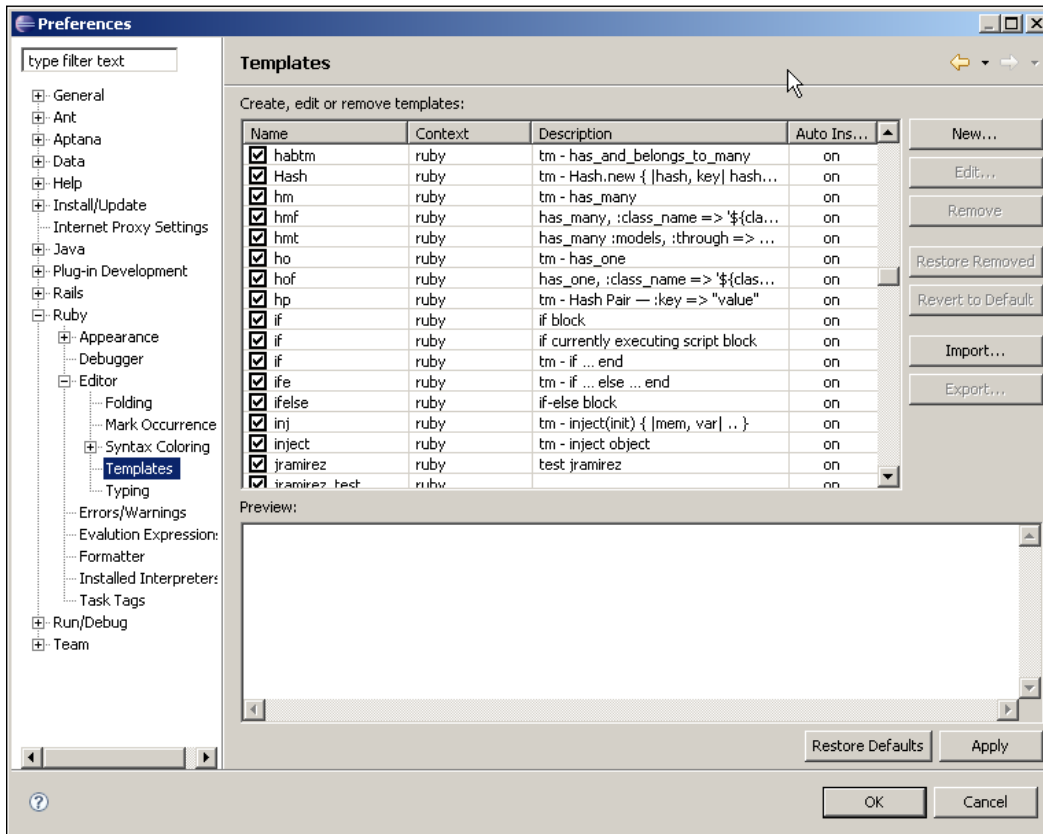 Preferences
type filter text
General
Ant
Aptana
Data
Help
Install/Update
Internet Proxy Settings
Java
Plug-in Development
Rails
Ruby
Appearance
Debugger
Editor
Folding
Mark Occurrence
Syntax Coloring
Templates
Typing
Errors/Warnings
Evalution Expression:
Formatter
Installed Interpreter:
Task Tags
Run/Debug
Team
Templates
Create, edit or remove templates:
Name Context Description Auto Ins...
habtm ruby tm - has_and_belongs_to_many on
Hash ruby tm - Hash.new { |hash, key| hash... on
hm ruby tm - has_many on
hmf ruby has_many, :class_name => '${cla... on
hmt ruby has_many :models, :through => ... on
ho ruby tm - has_one on
hof ruby has_one, :class_name => '${clas... on
hp ruby tm - Hash Pair — :key => "value" on
if ruby if block on
if ruby if currently executing script block on
if ruby tm - if ... end on
ife ruby tm - if ... else ... end on
ifelse ruby if-else block on
inj ruby tm - inject(init) { |mem, var| .. } on
inject ruby tm - inject object on
jramirez ruby test jramirez on
jramirez_test ruby on
New...
Edit...
Remove
Restore Removed
Revert to Default
Import...
Export...
Preview:
Restore Defaults Apply
? OK Cancel